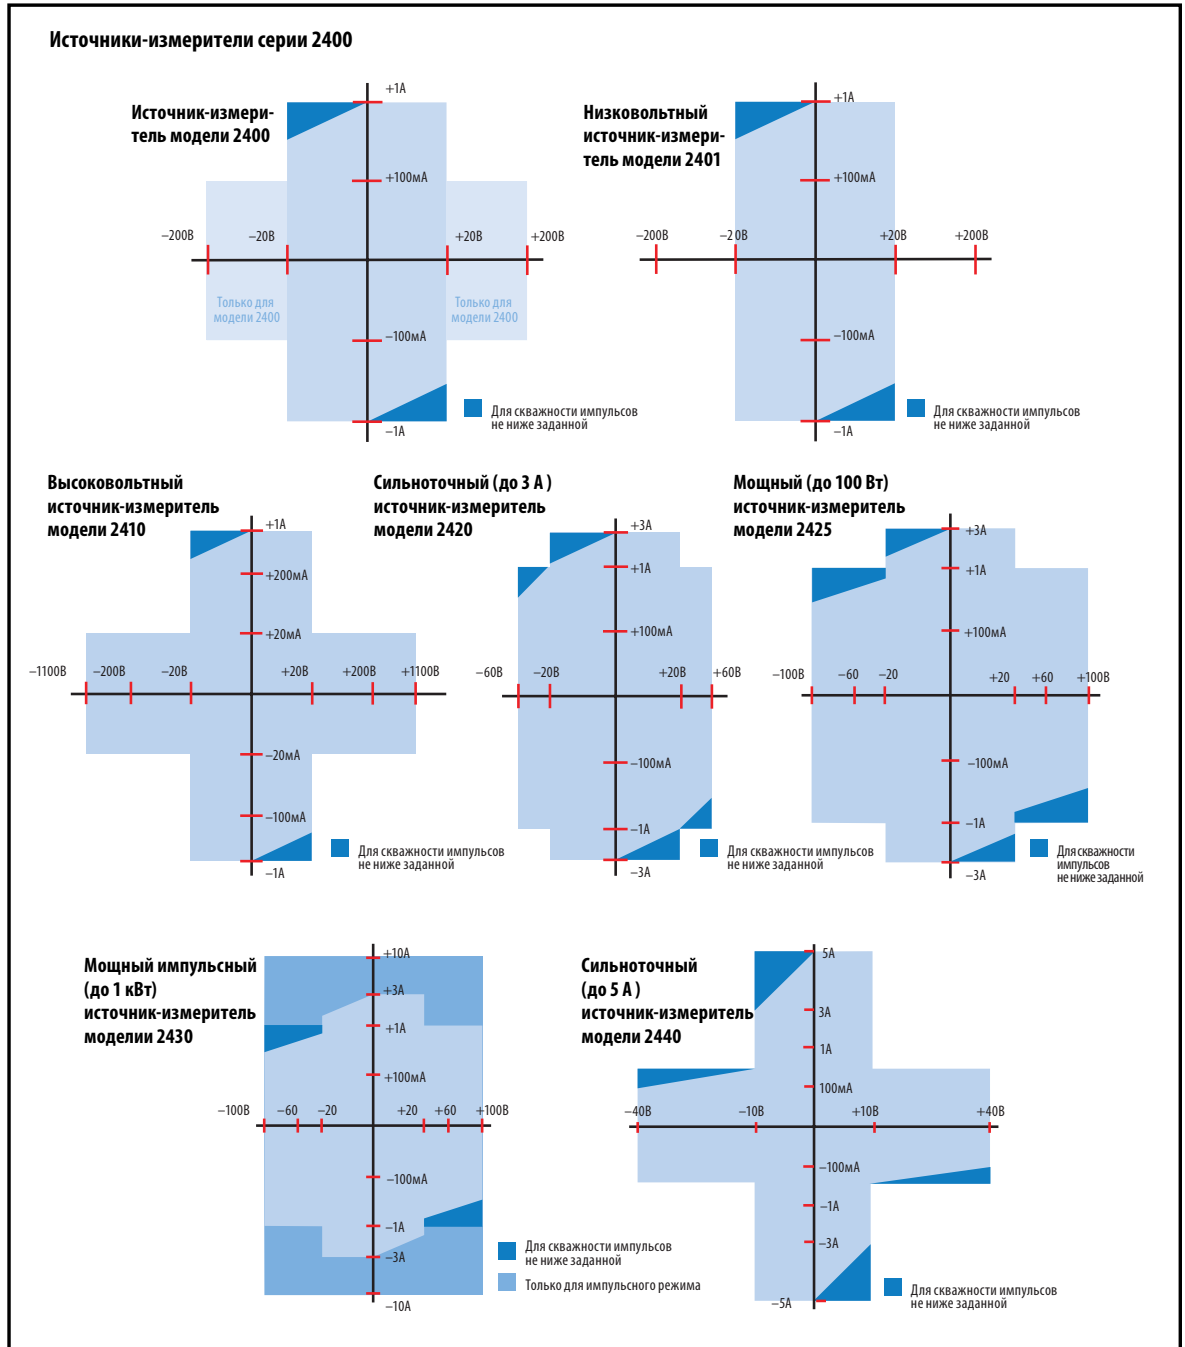 Источники-измерители серии 2400
Источник-измери-
тель модели 2400
+1А
+100мА
–200В
–20В
+20В
+200В
Только для
модели 2400
Только для
модели 2400
–100мА
–1А
Для скважности импульсов
не ниже заданной
Низковольтный
источник-измери-
тель модели 2401
+1А
+100мА
–200В
–20В
+20В
+200В
–100мА
–1А
Для скважности импульсов
не ниже заданной
Высоковольтный
источник-измеритель
модели 2410
+1А
+200мА
+20мА
–1100В
–200В
–20В
+20В
+200В
+1100В
–20мА
–100мА
–1А
Для скважности импульсов
не ниже заданной
Сильноточный (до 3 А )
источник-измеритель
модели 2420
+3А
+1А
+100мА
–60В
–20В
+20В
+60В
–100мА
–1А
–3А
Для скважности импульсов
не ниже заданной
Мощный (до 100 Вт)
источник-измеритель
модели 2425
+3А
+1А
+100мА
–100В
–60
–20
+20
+60
+100В
–100мА
–1А
–3А
Для скважности
импульсов
не ниже заданной
Мощный импульсный
(до 1 кВт)
источник-измеритель
моделии 2430
+10А
+3А
+1А
+100мА
–100В
–60
–20
+20
+60
+100В
–100мА
–1А
–3А
–10А
Для скважности импульсов
не ниже заданной
Только для импульсного режима
Сильноточный
(до 5 А )
источник-измеритель
модели 2440
5А
3А
1А
100мА
–40В
–10В
+10В
+40В
–100мА
–1А
–3А
–5А
Для скважности импульсов
не ниже заданной